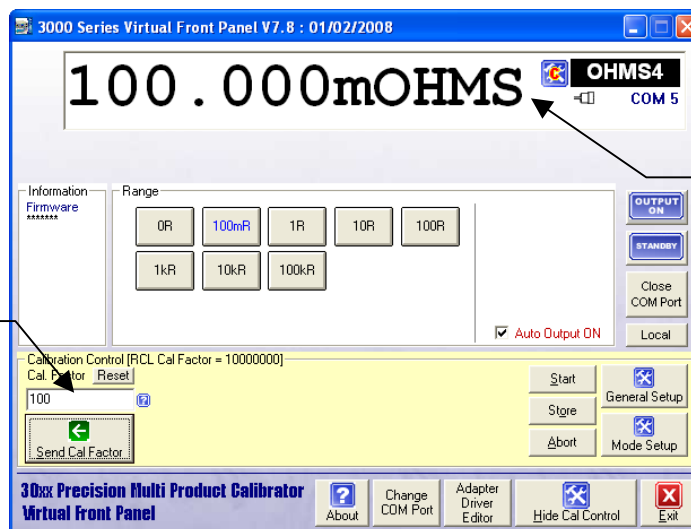 3000 Series Virtual Front Panel V7.8 : 01/02/2008
100.000mOHMS
OHMS4
COM 5
Information
Firmware
*******
Range
0R
100mR
1R
10R
100R
1kR
10kR
100kR
Auto Output ON
OUTPUT
ON
STANDBY
Close
COM Port
Local
Calibration Control [RCL Cal Factor = 10000000]
Cal. Factor
Reset
100
Send Cal Factor
Start
Store
Abort
General Setup
Mode Setup
30xx Precision Multi Product Calibrator
Virtual Front Panel
About
Change
COM Port
Adapter
Driver
Editor
Hide Cal Control
Exit